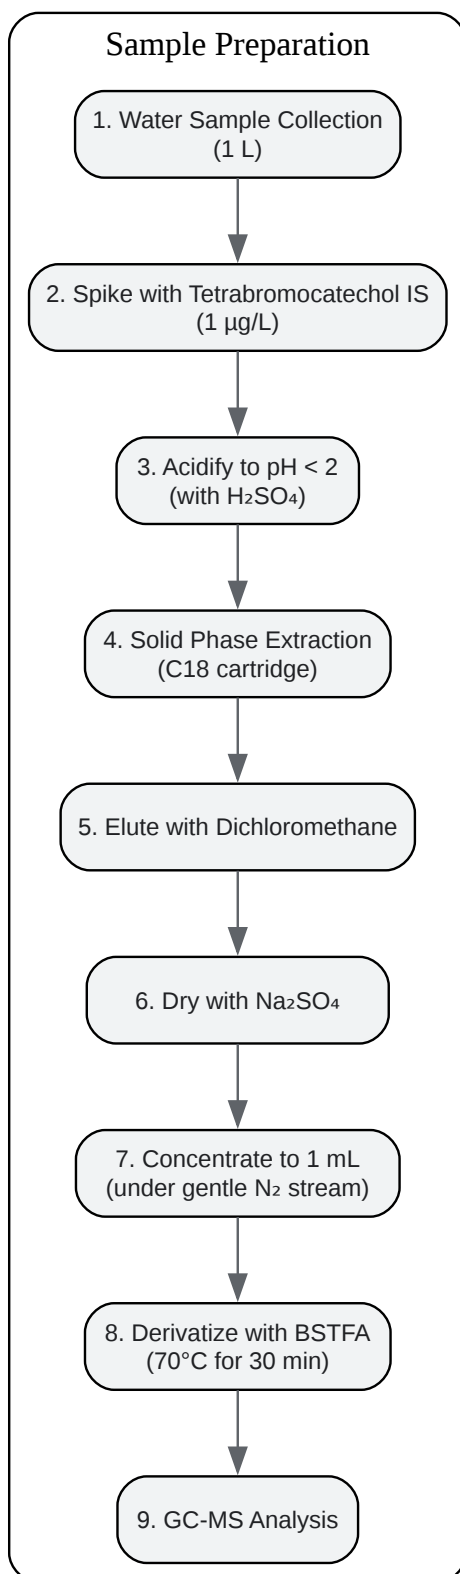 Sample Preparation
1. Water Sample Collection
(1 L)
2. Spike with Tetrabromocatechol IS
(1 µg/L)
3. Acidify to pH < 2
(with H₂SO₄)
4. Solid Phase Extraction
(C18 cartridge)
5. Elute with Dichloromethane
6. Dry with Na₂SO₄
7. Concentrate to 1 mL
(under gentle N₂ stream)
8. Derivatize with BSTFA
(70°C for 30 min)
9. GC-MS Analysis